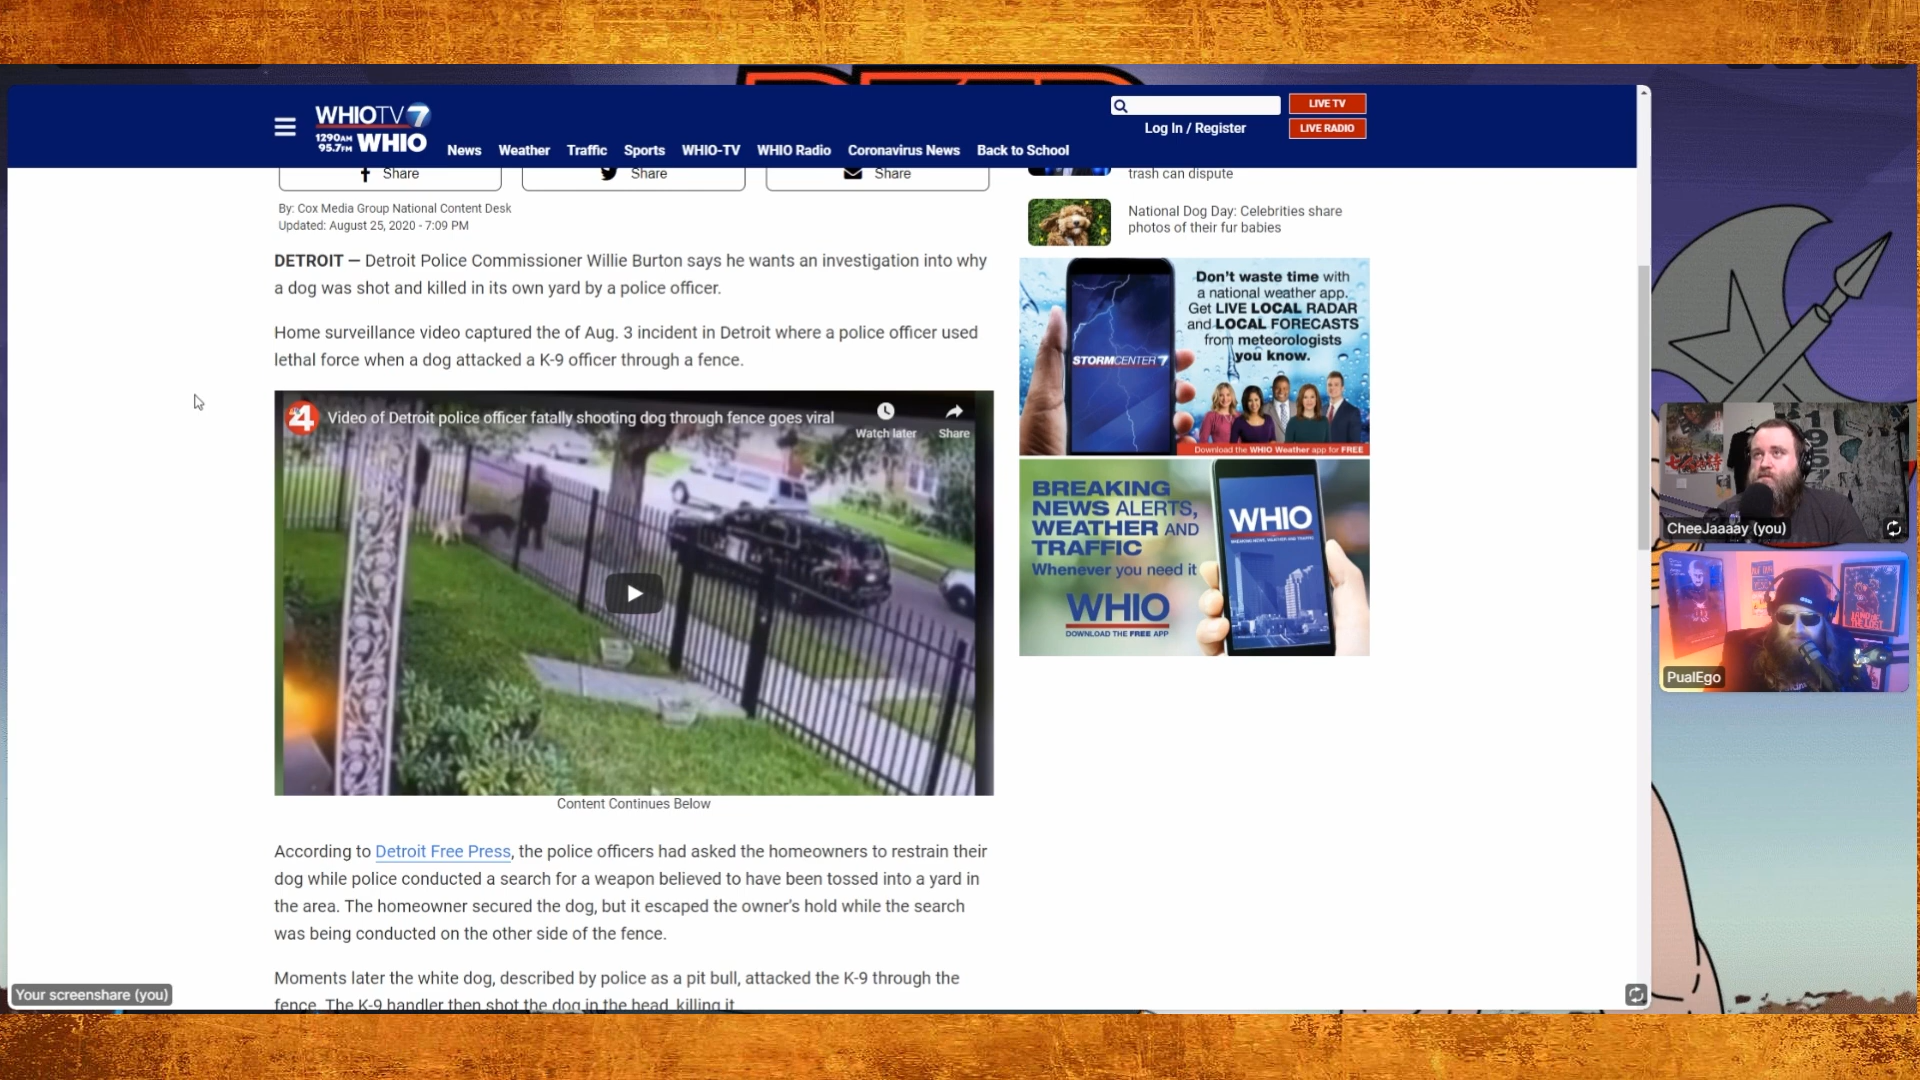 WHIOTV 7
1290AM
95.7FM WHIO
News
Weather
Traffic
Sports
WHIO-TV
WHIO Radio
Coronavirus News
Back to School
Log In / Register
LIVE TV
LIVE RADIO
Share
Share
Share
By: Cox Media Group National Content Desk
Updated: August 25, 2020 - 7:09 PM
DETROIT — Detroit Police Commissioner Willie Burton says he wants an investigation into why
a dog was shot and killed in its own yard by a police officer.
Home surveillance video captured the of Aug. 3 incident in Detroit where a police officer used
lethal force when a dog attacked a K-9 officer through a fence.
4
Video of Detroit police officer fatally shooting dog through fence goes viral
Watch later
Share
Content Continues Below
According to Detroit Free Press, the police officers had asked the homeowners to restrain their
dog while police conducted a search for a weapon believed to have been tossed into a yard in
the area. The homeowner secured the dog, but it escaped the owner's hold while the search
was being conducted on the other side of the fence.
Moments later the white dog, described by police as a pit bull, attacked the K-9 through the
fence. The K-9 handler then shot the dog in the head, killing it
trash can dispute
National Dog Day: Celebrities share
photos of their fur babies
Don't waste time with
a national weather app.
Get LIVE LOCAL RADAR
and LOCAL FORECASTS
from meteorologists
you know.
STORMCENTER 7
Download the WHIO Weather app for FREE
BREAKING
NEWS ALERTS,
WEATHER AND
TRAFFIC
Whenever you need it
WHIO
DOWNLOAD THE FREE APP
WHIO
BREAKING NEWS, WEATHER AND TRAFFIC
CheeJaaaay (you)
PualEgo
Your screenshare (you)